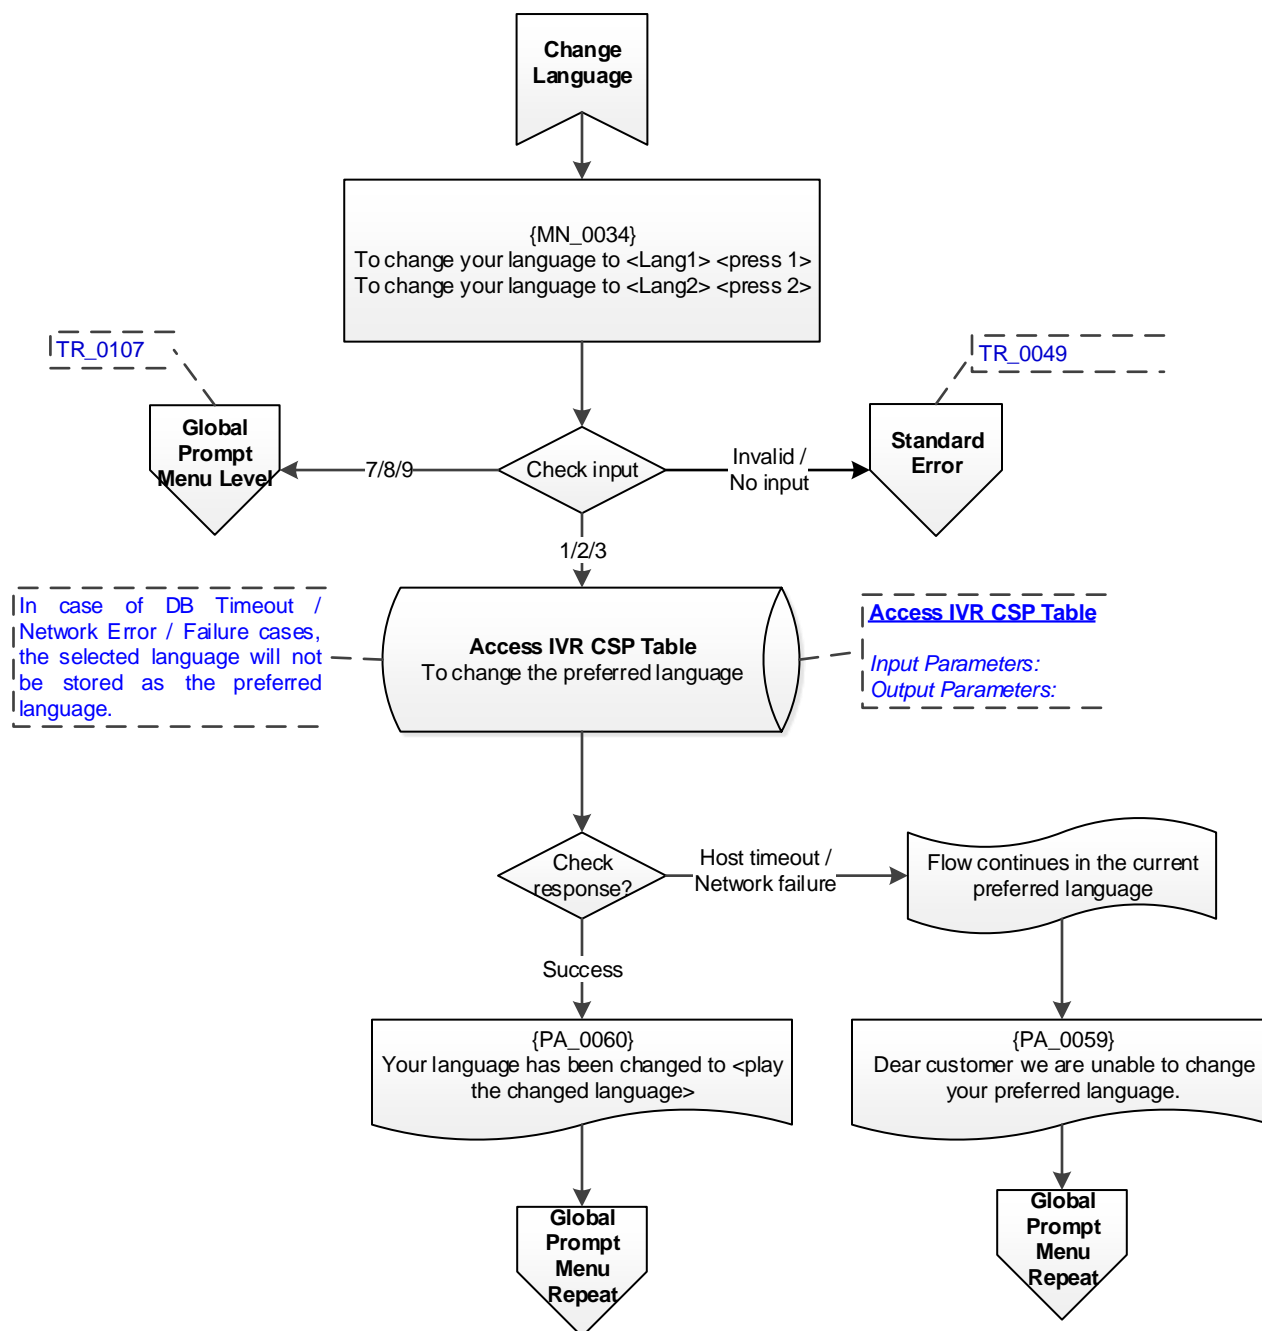 Change
Language
{MN_0034}
To change your language to <Lang1> <press 1>
To change your language to <Lang2> <press 2>
TR_0107
TR_0049
Global
Prompt
Menu Level
7/8/9
Check input
Invalid /
No input
Standard
Error
1/2/3
In case of DB Timeout /
Network Error / Failure cases,
the selected language will not
be stored as the preferred
language.
Access IVR CSP Table
To change the preferred language
Access IVR CSP Table
Input Parameters:
Output Parameters:
Check
response?
Host timeout /
Network failure
Flow continues in the current
preferred language
Success
{PA_0060}
Your language has been changed to <play
the changed language>
{PA_0059}
Dear customer we are unable to change
your preferred language.
Global
Prompt
Menu
Repeat
Global
Prompt
Menu
Repeat